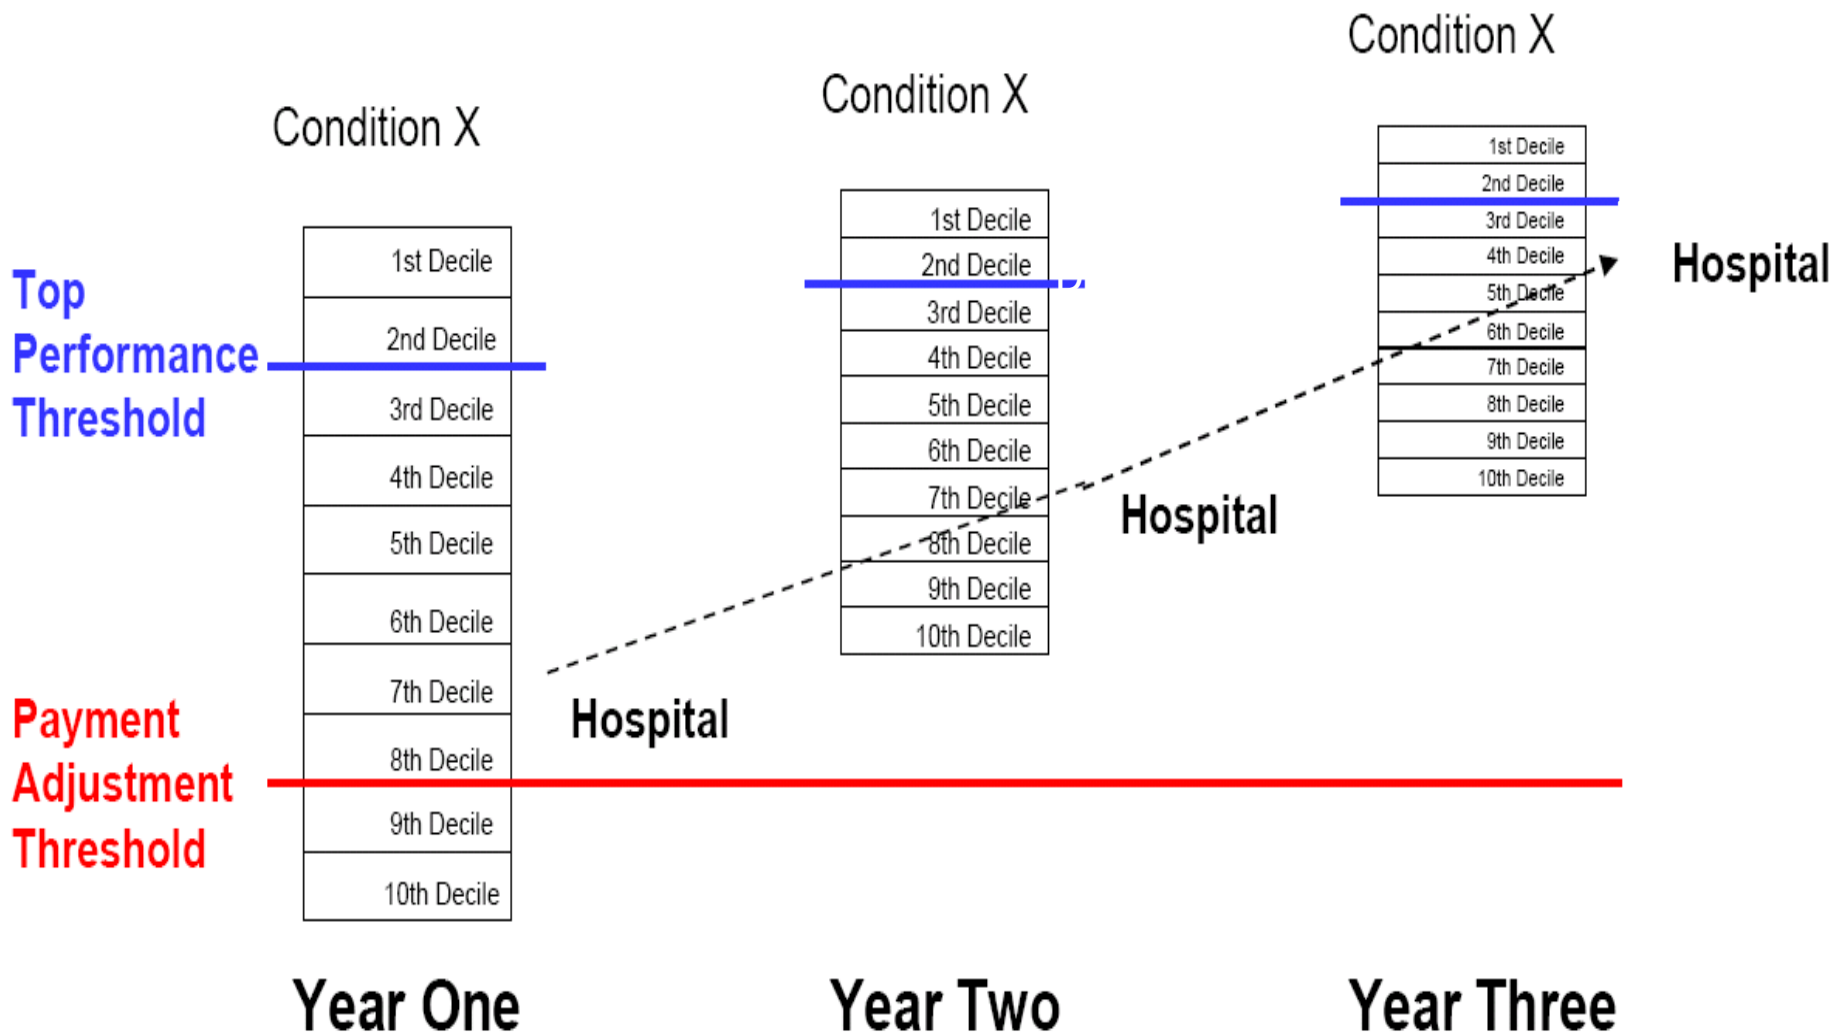 Condition X
1st Decile
2nd Decile
3rd Decile
4th Decile
5th Decile
6th Decile
7th Decile
8th Decile
9th Decile
10th Decile
Top
Performance
Threshold
Payment
Adjustment
Threshold
Hospital
Year One
Condition X
1st Decile
2nd Decile
3rd Decile
4th Decile
5th Decile
6th Decile
7th Decile
8th Decile
9th Decile
10th Decile
Hospital
Year Two
Condition X
1st Decile
2nd Decile
3rd Decile
4th Decile
5th Decile
6th Decile
7th Decile
8th Decile
9th Decile
10th Decile
Hospital
Year Three